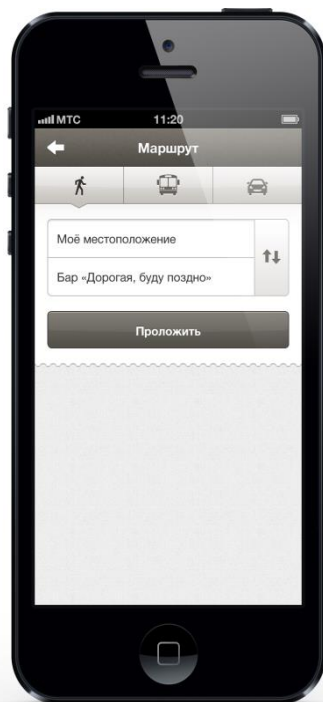 МТС 11:20
Маршрут
Моё местоположение
Бар «Дорогая, буду поздно»
Проложить